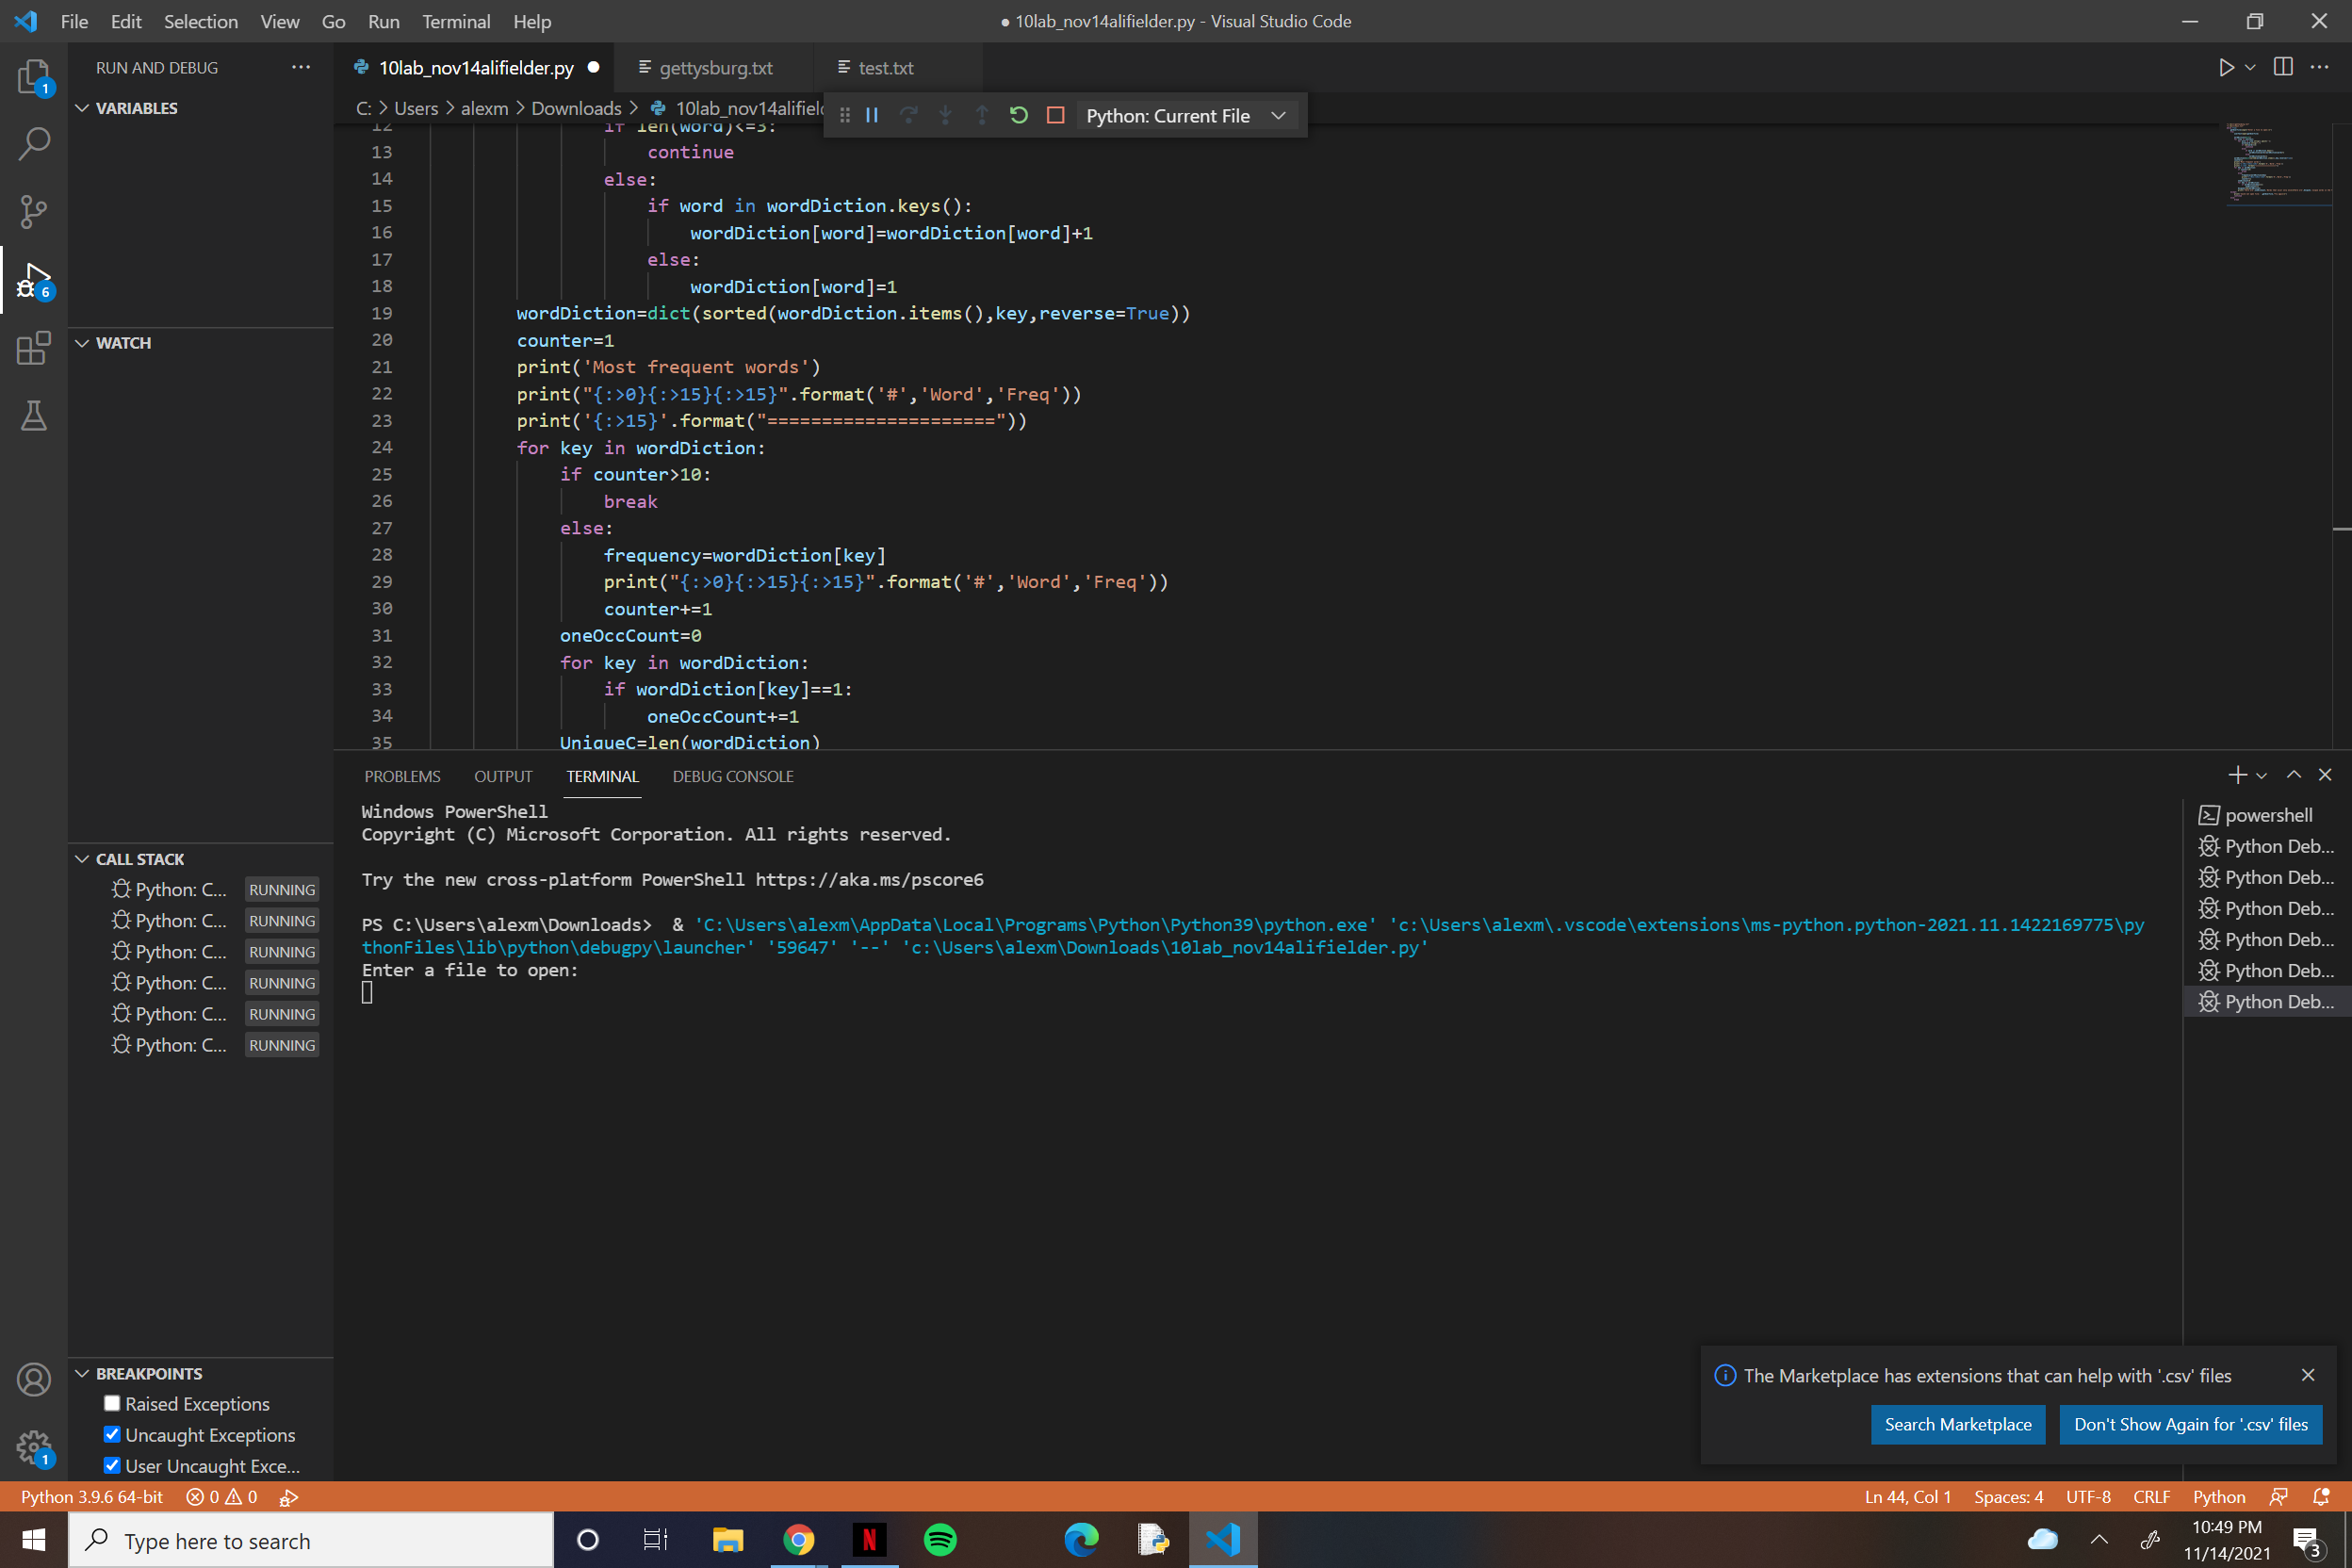 File Edit Selection View Go Run Terminal Help
● 10lab_nov14alifielder.py - Visual Studio Code
RUN AND DEBUG ···
10lab_nov14alifielder.py ●
gettysburg.txt
test.txt
C: > Users > alexm > Downloads > 10lab_nov14alifield
Python: Current File
VARIABLES
WATCH
CALL STACK
Python: C... RUNNING
Python: C... RUNNING
Python: C... RUNNING
Python: C... RUNNING
Python: C... RUNNING
Python: C... RUNNING
BREAKPOINTS
Raised Exceptions
Uncaught Exceptions
User Uncaught Exce...
1
6
1
12 if len(word)<=3:
13 continue
14 else:
15 if word in wordDiction.keys():
16 wordDiction[word]=wordDiction[word]+1
17 else:
18 wordDiction[word]=1
19 wordDiction=dict(sorted(wordDiction.items(),key,reverse=True))
20 counter=1
21 print('Most frequent words')
22 print("{:>0}{:>15}{:>15}".format('#','Word','Freq'))
23 print('{:>15}'.format("====================="))
24 for key in wordDiction:
25 if counter>10:
26 break
27 else:
28 frequency=wordDiction[key]
29 print("{:>0}{:>15}{:>15}".format('#','Word','Freq'))
30 counter+=1
31 oneOccCount=0
32 for key in wordDiction:
33 if wordDiction[key]==1:
34 oneOccCount+=1
35 UniqueC=len(wordDiction)
PROBLEMS OUTPUT TERMINAL DEBUG CONSOLE
Windows PowerShell
Copyright (C) Microsoft Corporation. All rights reserved.
Try the new cross-platform PowerShell https://aka.ms/pscore6
PS C:\Users\alexm\Downloads>  & 'C:\Users\alexm\AppData\Local\Programs\Python\Python39\python.exe' 'c:\Users\alexm\.vscode\extensions\ms-python.python-2021.11.1422169775\py
thonFiles\lib\python\debugpy\launcher' '59647' '--' 'c:\Users\alexm\Downloads\10lab_nov14alifielder.py'
Enter a file to open:
powershell
Python Deb...
Python Deb...
Python Deb...
Python Deb...
Python Deb...
Python Deb...
The Marketplace has extensions that can help with '.csv' files
Search Marketplace
Don't Show Again for '.csv' files
Python 3.9.6 64-bit 0 0
Ln 44, Col 1 Spaces: 4 UTF-8 CRLF Python
Type here to search
N
10:49 PM
11/14/2021
3